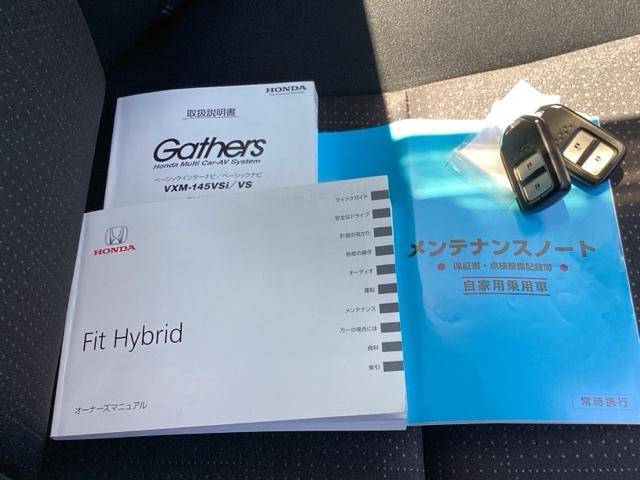 HONDA
取扱説明書
Gathers
Honda Multi Car-AV System
ベーシックインターナビ/ベーシックナビ
VXM-145VSi/VS
HONDA
Fit Hybrid
オーナーズマニュアル
クイックガイド
安全なドライブ
計器の見かた
各部の操作
オーディオ
運転
メンテナンス
万一の場合には
資料
索引
メンテナンスノート
保証書・点検整備記録簿
自家用乗用車
常時携行